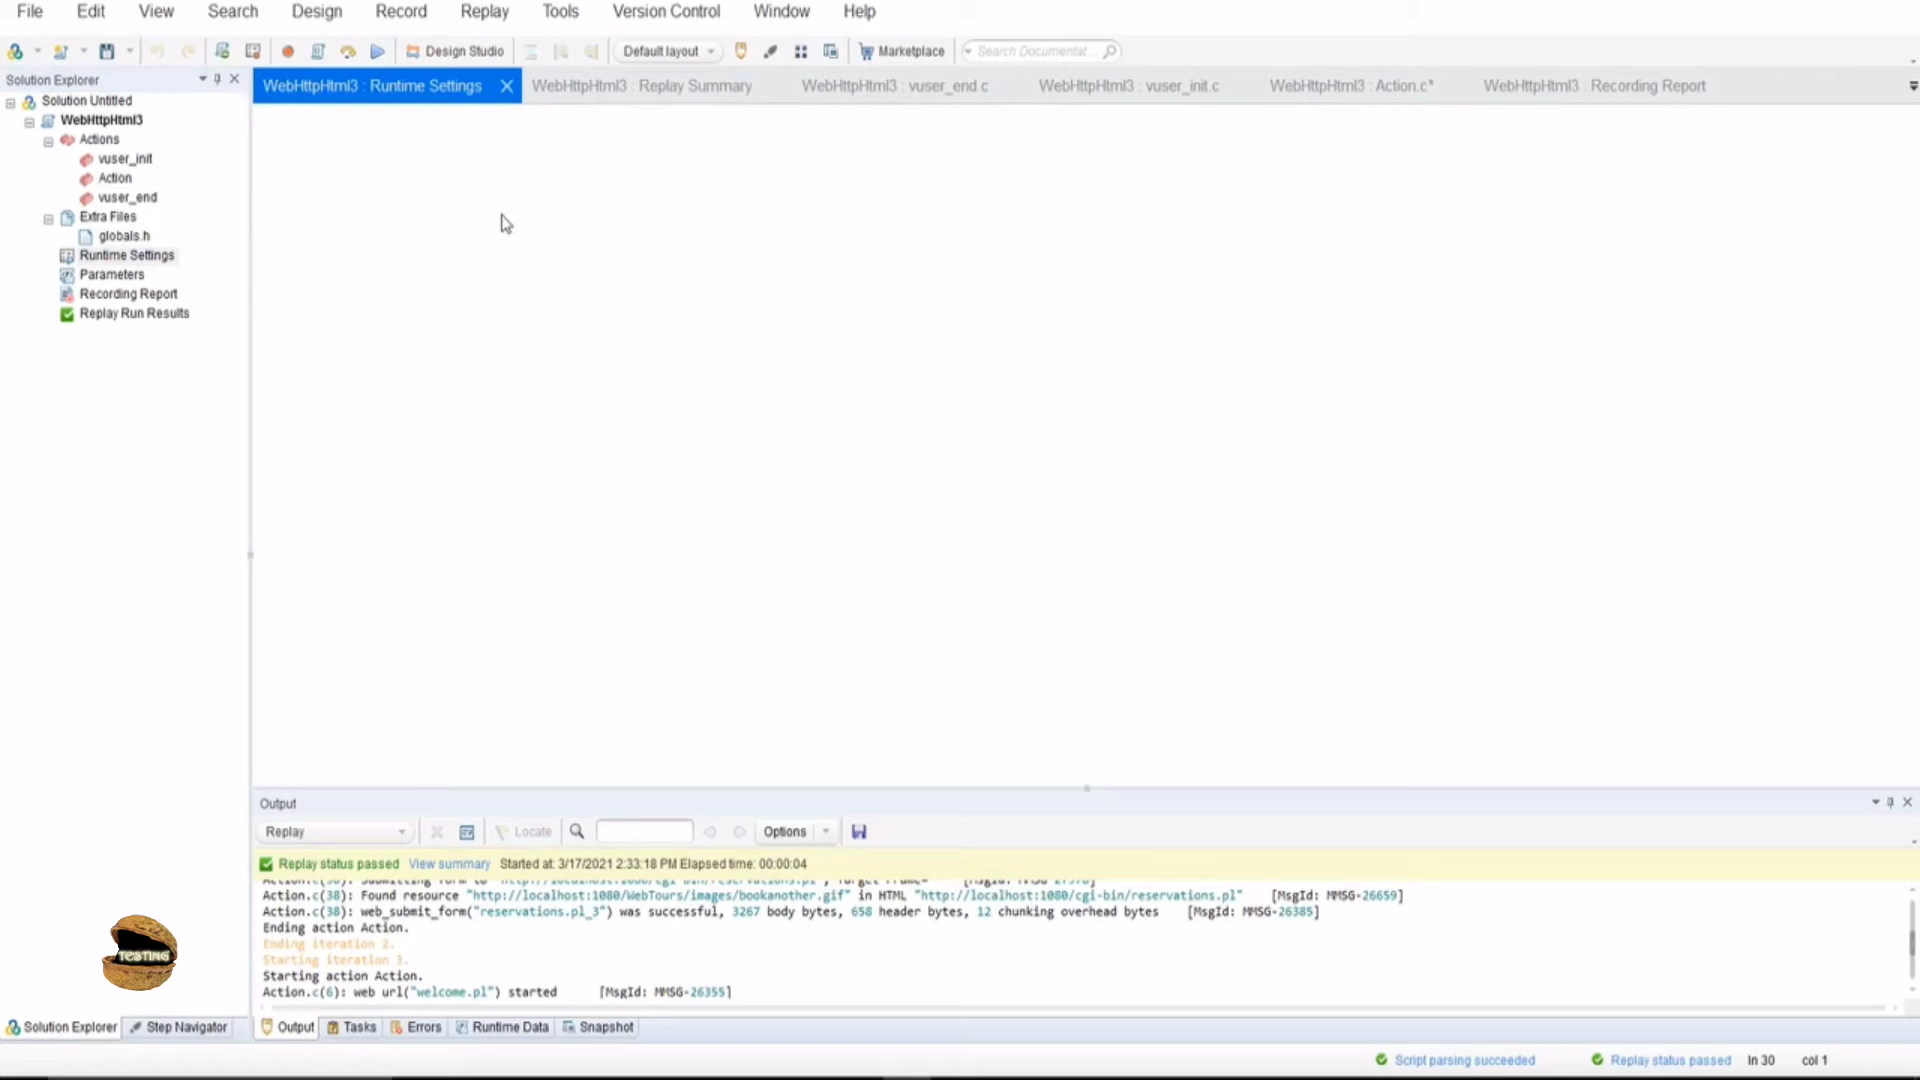 File Edit View Search Design Record Replay Tools Version Control Window Help
Design Studio Default layout Marketplace Search Documentat...
Solution Explorer
WebHttpHtml3 : Runtime Settings WebHttpHtml3 : Replay Summary WebHttpHtml3 : vuser_end.c WebHttpHtml3 : vuser_init.c WebHttpHtml3 : Action.c* WebHttpHtml3 : Recording Report
Solution Untitled
WebHttpHtml3
Actions
vuser_init
Action
vuser_end
Extra Files
globals.h
Runtime Settings
Parameters
Recording Report
Replay Run Results
Output
Replay Locate Options
Replay status passed View summary Started at: 3/17/2021 2:33:18 PM Elapsed time: 00:00:04
Action.c(38): Found resource "http://localhost:1080/WebTours/images/bookanother.gif" in HTML "http://localhost:1080/cgi-bin/reservations.pl" [MsgId: MMSG-26659]
Action.c(38): web_submit_form("reservations.pl_3") was successful, 3267 body bytes, 658 header bytes, 12 chunking overhead bytes [MsgId: MMSG-26385]
Ending action Action.
Ending iteration 2.
Starting iteration 3.
Starting action Action.
Action.c(6): web url("welcome.pl") started [MsgId: MMSG-26355]
TESTING
Solution Explorer Step Navigator Output Tasks Errors Runtime Data Snapshot
Script parsing succeeded Replay status passed ln 30 col 1